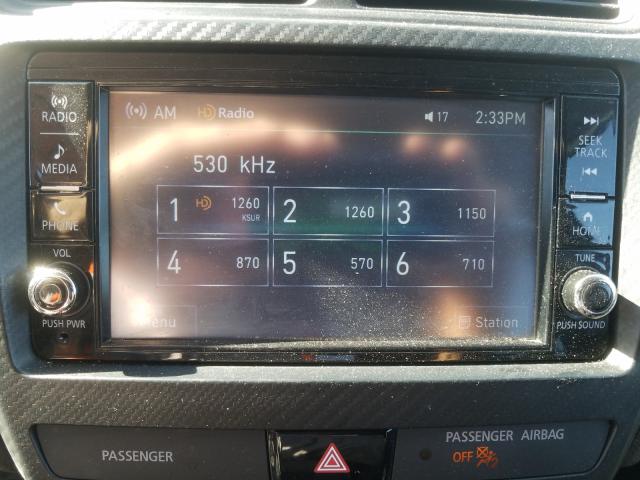 RADIO
MEDIA
PHONE
VOL
PUSH PWR
AM HD Radio 17 2:33PM
530 kHz
1 HD 1260 KSUR
2 1260
3 1150
4 870
5 570
6 710
Menu
Station
SEEK
TRACK
HOME
TUNE
PUSH SOUND
PASSENGER
PASSENGER AIRBAG
OFF